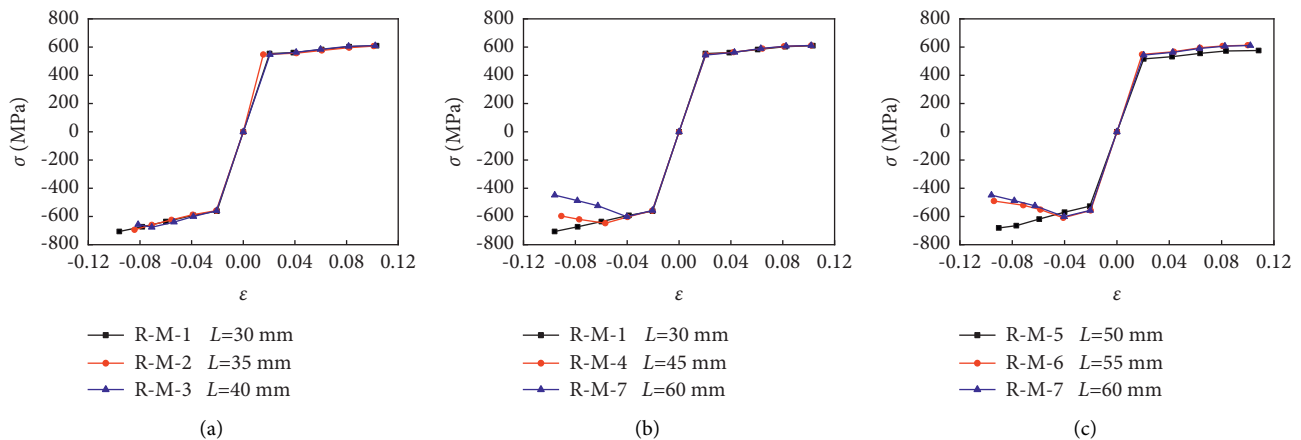 800
600
400
200
0
-200
-400
-600
-800
σ (MPa)
-0.12 -0.08 -0.04 0.00 0.04 0.08 0.12
ε
R-M-1 L=30 mm
R-M-2 L=35 mm
R-M-3 L=40 mm
(a)
800
600
400
200
0
-200
-400
-600
-800
σ (MPa)
-0.12 -0.08 -0.04 0.00 0.04 0.08 0.12
ε
R-M-1 L=30 mm
R-M-4 L=45 mm
R-M-7 L=60 mm
(b)
800
600
400
200
0
-200
-400
-600
-800
σ (MPa)
-0.12 -0.08 -0.04 0.00 0.04 0.08 0.12
ε
R-M-5 L=50 mm
R-M-6 L=55 mm
R-M-7 L=60 mm
(c)